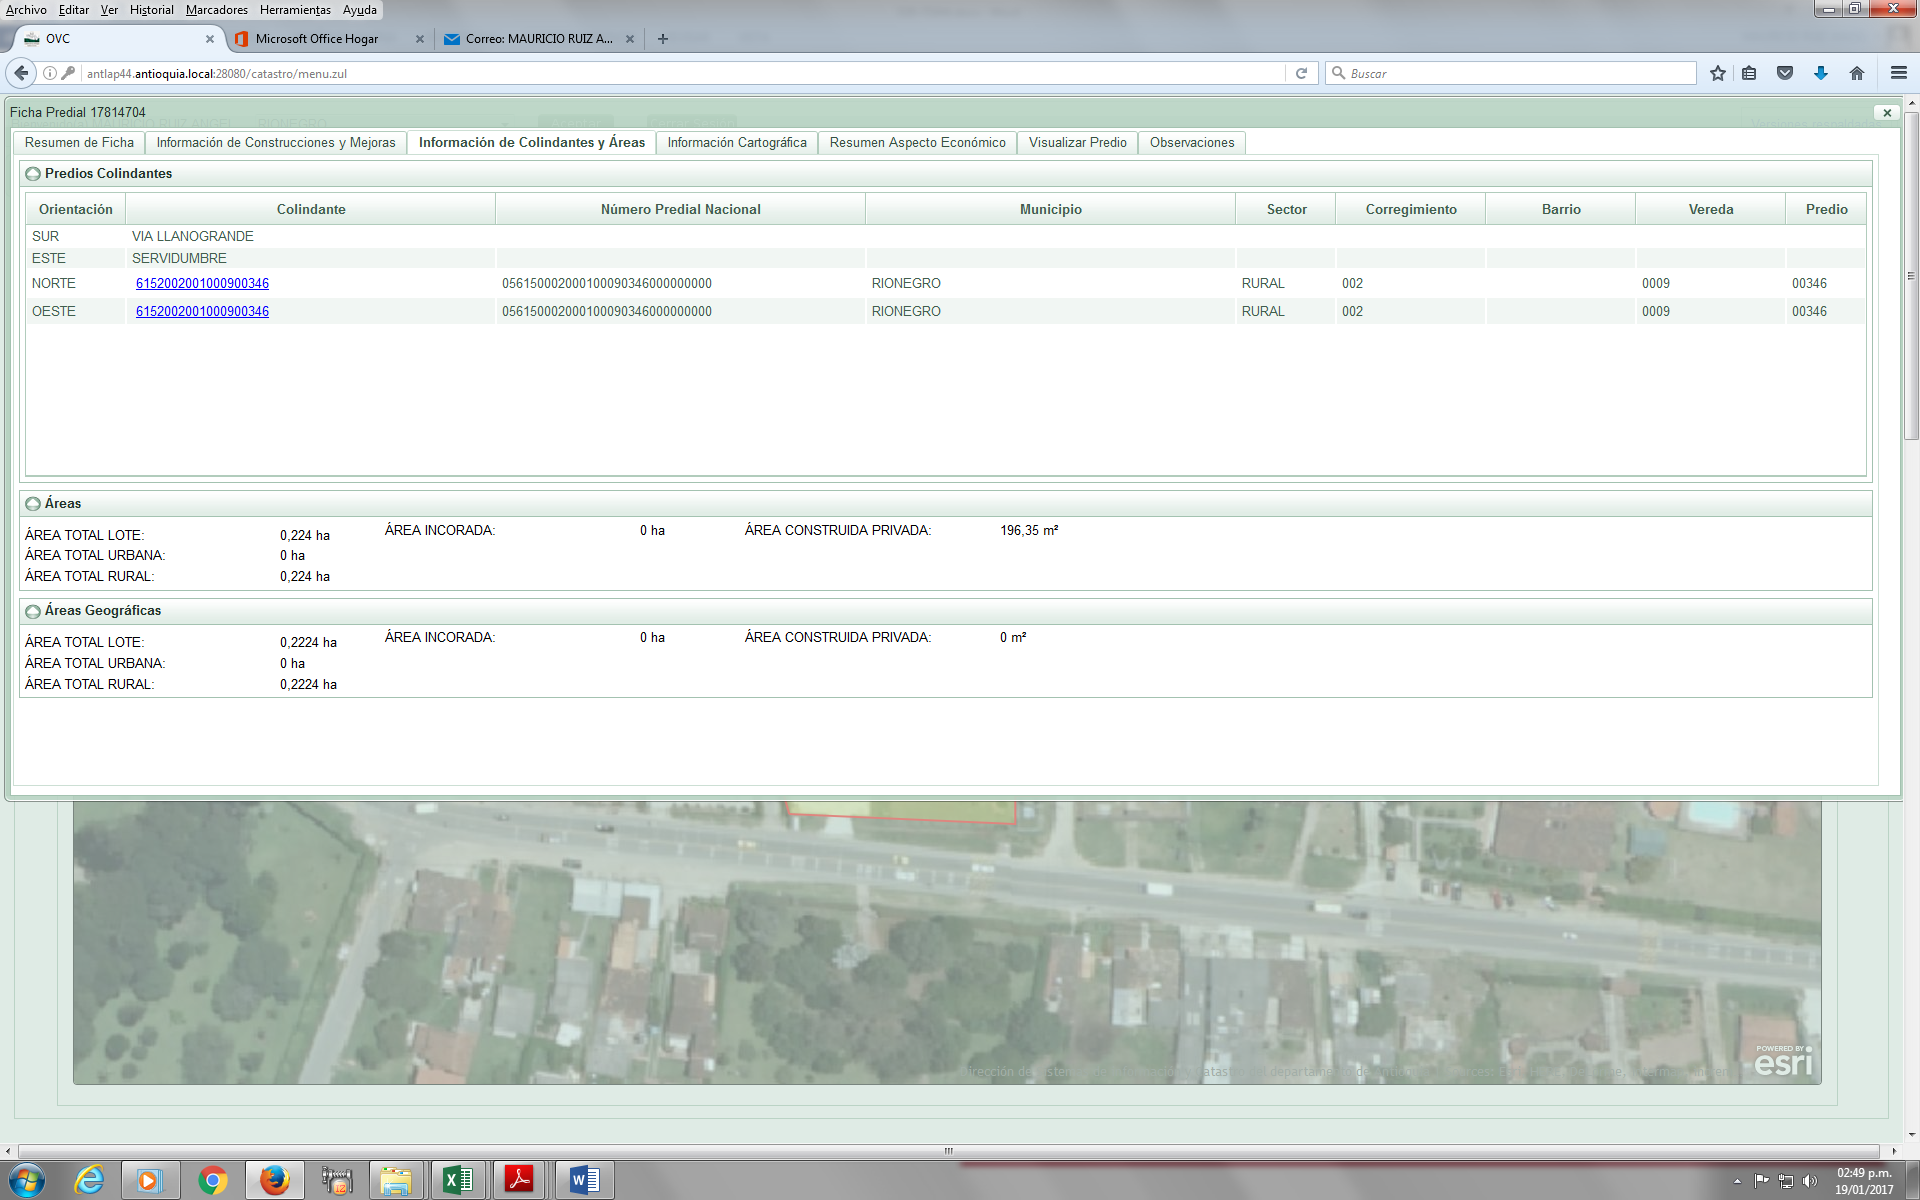 Archivo Editar Ver Historial Marcadores Herramientas Ayuda
OVC
Microsoft Office Hogar
Correo: MAURICIO RUIZ A...
antlap44.antioquia.local:28080/catastro/menu.zul
Buscar
Ficha Predial 17814704
Resumen de Ficha Información de Construcciones y Mejoras Información de Colindantes y Áreas Información Cartográfica Resumen Aspecto Económico Visualizar Predio Observaciones
Predios Colindantes
Orientación Colindante Número Predial Nacional Municipio Sector Corregimiento Barrio Vereda Predio
SUR VIA LLANOGRANDE
ESTE SERVIDUMBRE
NORTE 6152002001000900346 056150002000100090346000000000 RIONEGRO RURAL 002 0009 00346
OESTE 6152002001000900346 056150002000100090346000000000 RIONEGRO RURAL 002 0009 00346
Áreas
ÁREA TOTAL LOTE: 0,224 ha ÁREA INCORADA: 0 ha ÁREA CONSTRUIDA PRIVADA: 196,35 m²
ÁREA TOTAL URBANA: 0 ha
ÁREA TOTAL RURAL: 0,224 ha
Áreas Geográficas
ÁREA TOTAL LOTE: 0,2224 ha ÁREA INCORADA: 0 ha ÁREA CONSTRUIDA PRIVADA: 0 m²
ÁREA TOTAL URBANA: 0 ha
ÁREA TOTAL RURAL: 0,2224 ha
POWERED BY
esri
02:49 p.m.
19/01/2017